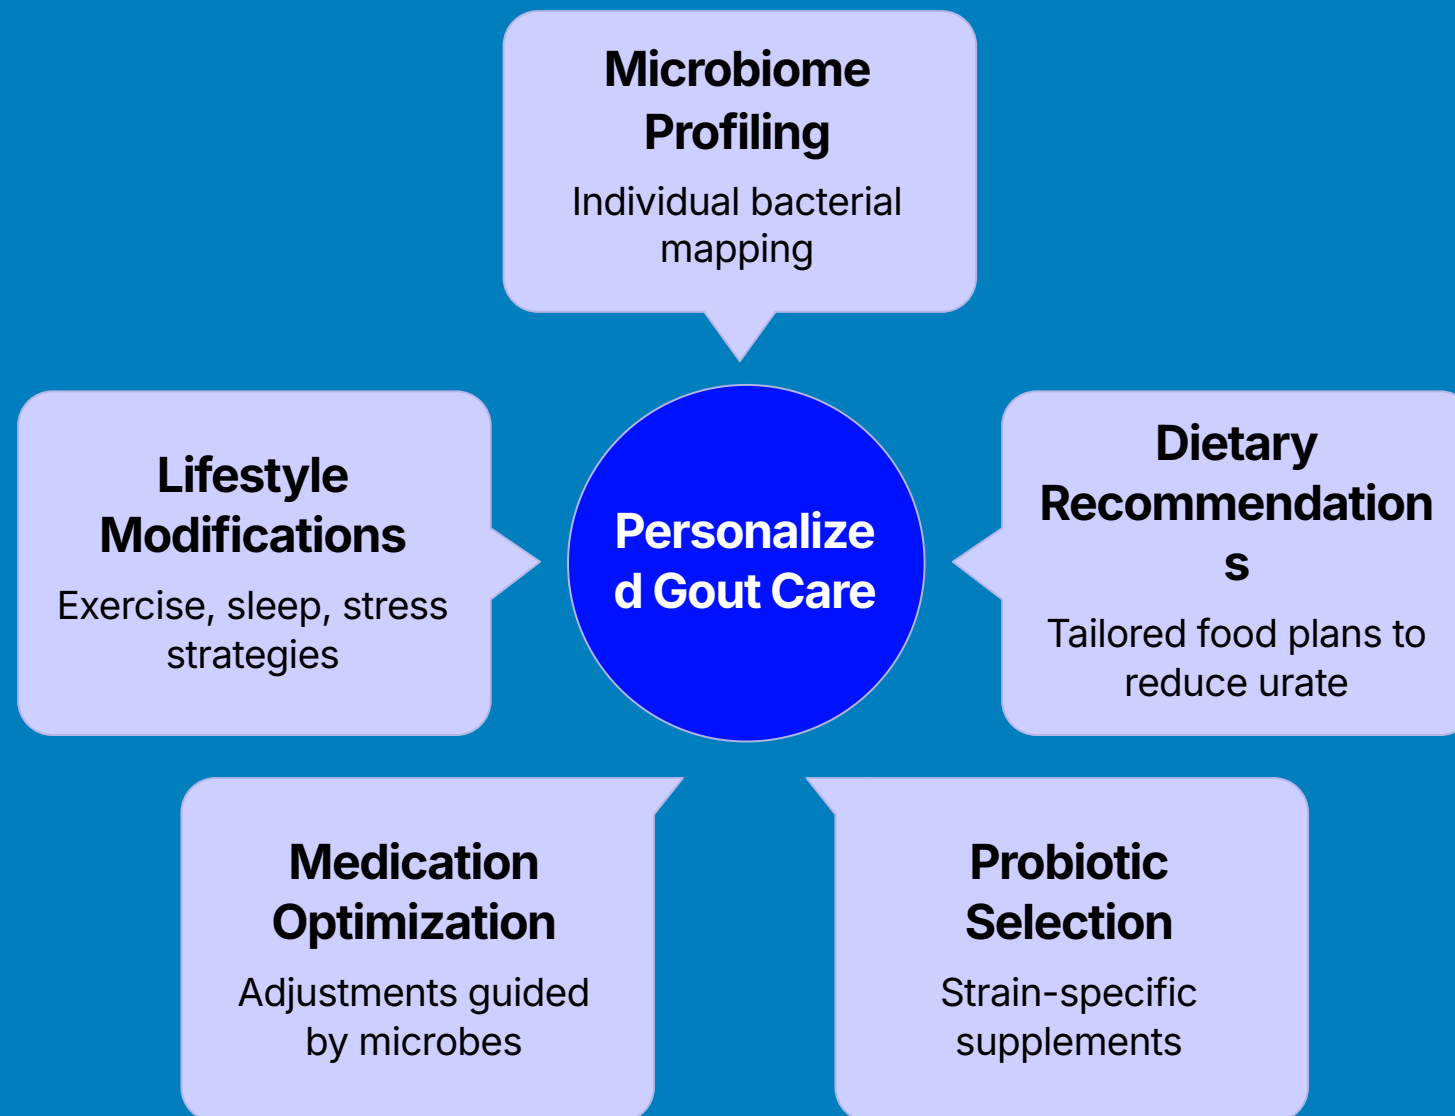 Microbiome
Profiling
Individual bacterial
mapping
Lifestyle
Modifications
Exercise, sleep, stress
strategies
Personalize
d Gout Care
Dietary
Recommendation
s
Tailored food plans to
reduce urate
Medication
Optimization
Adjustments guided
by microbes
Probiotic
Selection
Strain-specific
supplements